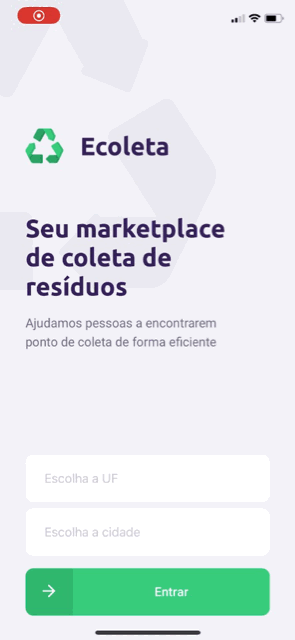 Ecoleta
Seu marketplace
de coleta de
resíduos
Ajudamos pessoas a encontrarem
ponto de coleta de forma eficiente
Escolha a UF
Escolha a cidade
Entrar